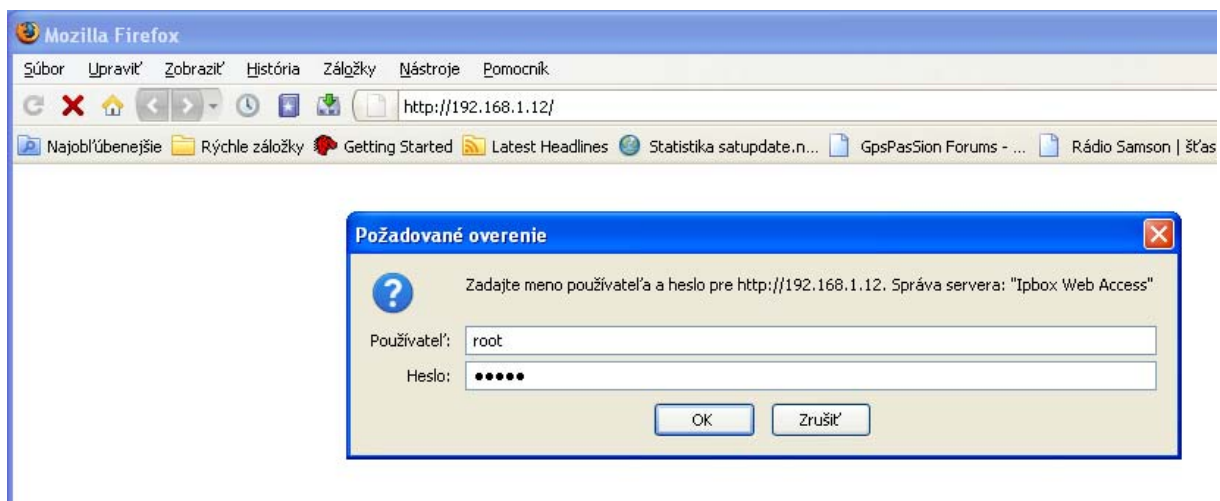 Mozilla Firefox
Súbor Upraviť Zobraziť História Záložky Nástroje Pomocník
http://192.168.1.12/
Najobľúbenejšie Rýchle záložky Getting Started Latest Headlines Statistika satupdate.n... GpsPasSion Forums - ... Rádio Samson | šťas
Požadované overenie
Zadajte meno používateľa a heslo pre http://192.168.1.12. Správa servera: "Ipbox Web Access"
Používateľ: root
Heslo: •••••
OK Zrušiť